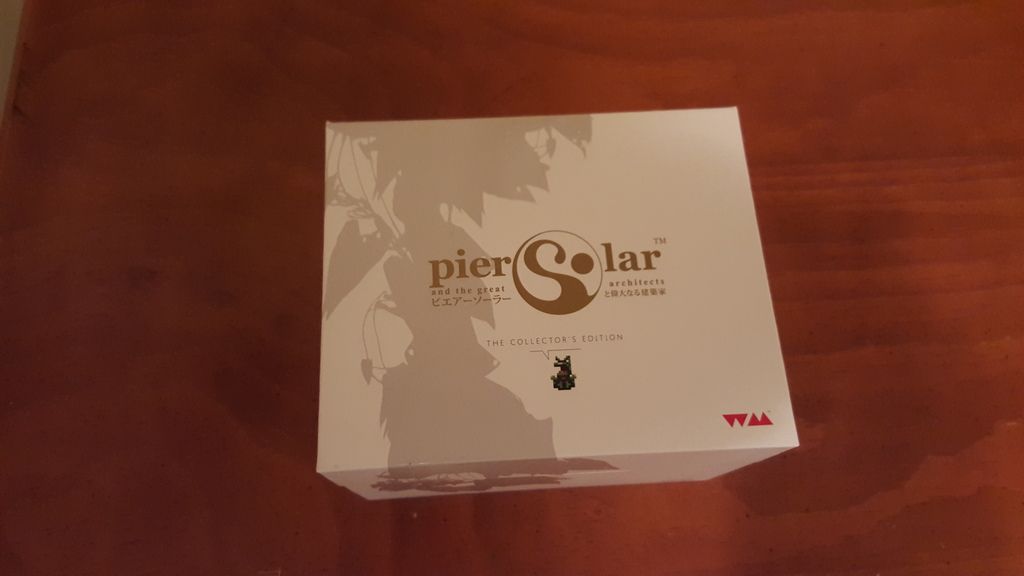 pier Solar™
and the great architects
ピエアーソーラー と偉大なる建築家
THE COLLECTOR'S EDITION
WM